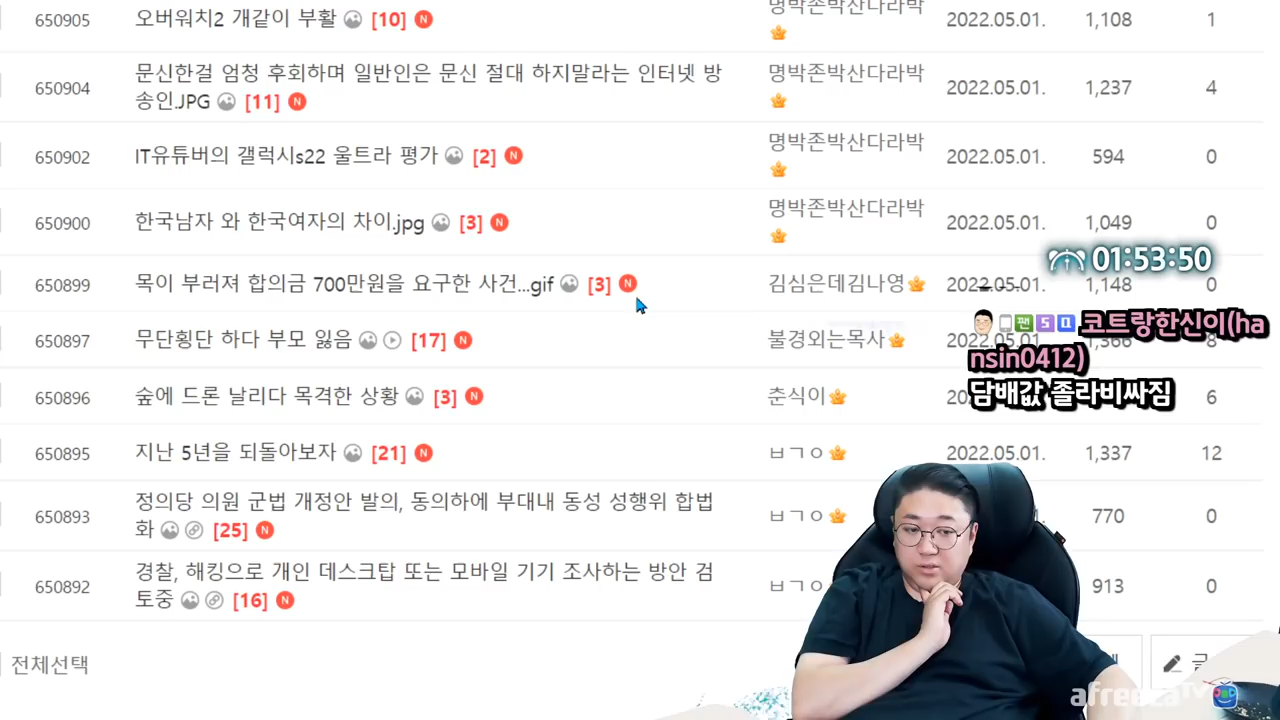 650905 오버워치2 개같이 부활 [10] N 명박존박산다라박 2022.05.01. 1,108 1
650904 문신한걸 엄청 후회하며 일반인은 문신 절대 하지말라는 인터넷 방 명박존박산다라박 2022.05.01. 1,237 4
송인.JPG [11] N
650902 IT유튜버의 갤럭시s22 울트라 평가 [2] N 명박존박산다라박 2022.05.01. 594 0
650900 한국남자 와 한국여자의 차이.jpg [3] N 명박존박산다라박 2022.05.01. 1,049 0
01:53:50
650899 목이 부러져 합의금 700만원을 요구한 사건...gif [3] N 김심은데김나영 2022.05.01. 1,148 0
650897 무단횡단 하다 부모 잃음 [17] N 불경외는목사 2022.05.01 1,366 8
팬 5 코트랑한신이(ha
nsin0412)
담배값 졸라비싸짐
650896 숲에 드론 날리다 목격한 상황 [3] N 춘식이 6
650895 지난 5년을 되돌아보자 [21] N ㅂㄱㅇ 2022.05.01. 1,337 12
650893 정의당 의원 군법 개정안 발의, 동의하에 부대내 동성 성행위 합법 ㅂㄱㅇ 770 0
화 [25] N
650892 경찰, 해킹으로 개인 데스크탑 또는 모바일 기기 조사하는 방안 검 ㅂㄱㅇ 913 0
토중 [16] N
전체선택
afreecaTV